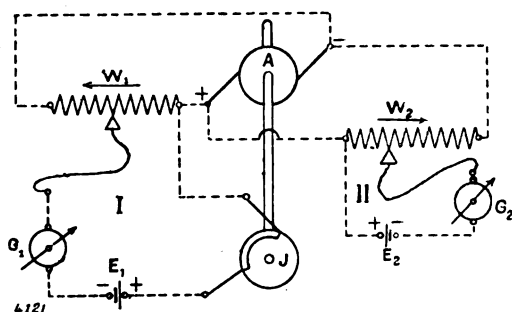 A
–
W₁
+
W₂
I
II
G₁
G₂
+ –
E₂
J
E₁
– +
4121